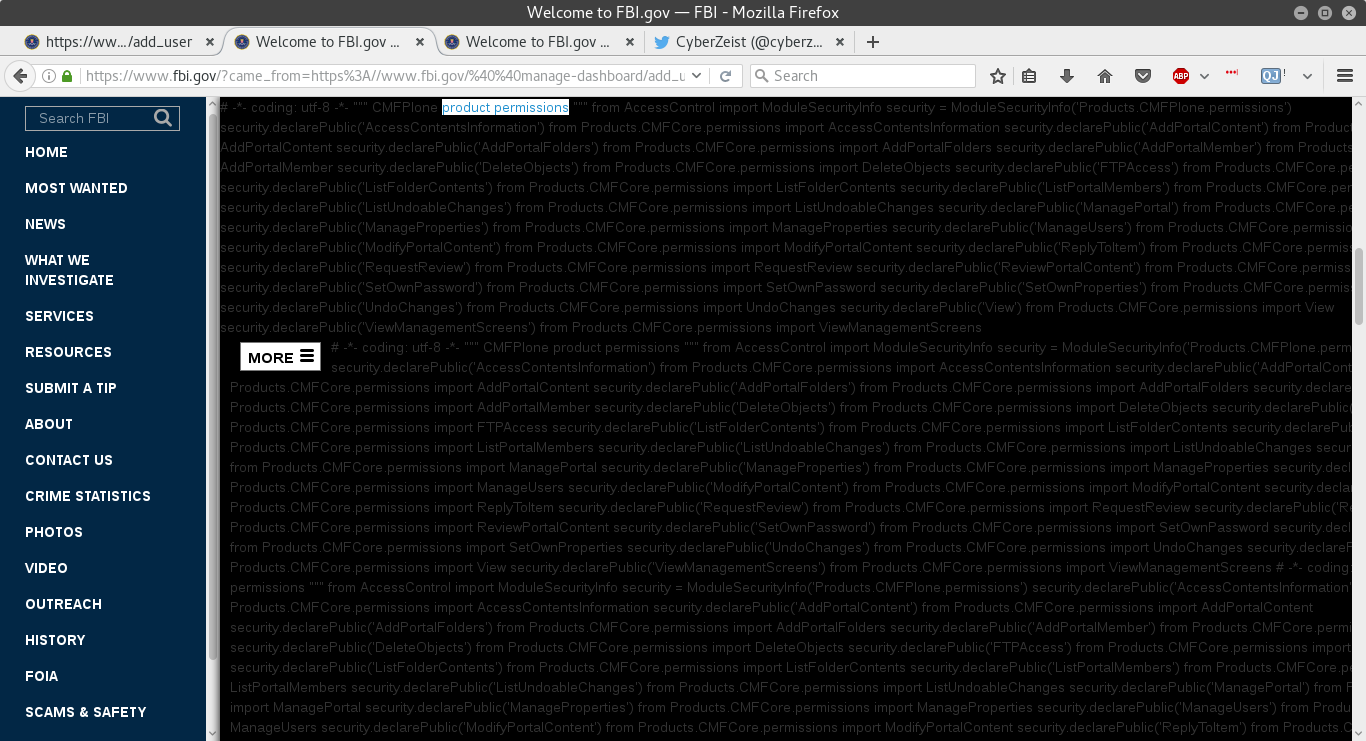 Welcome to FBI.gov — FBI - Mozilla Firefox
https://ww.../add_user
Welcome to FBI.gov ...
Welcome to FBI.gov ...
CyberZeist (@cyberz...
https://www.fbi.gov/?came_from=https%3A//www.fbi.gov/%40%40manage-dashboard/add_u
Search
ABP
QJ !
Search FBI
HOME
MOST WANTED
NEWS
WHAT WE
INVESTIGATE
SERVICES
RESOURCES
SUBMIT A TIP
ABOUT
CONTACT US
CRIME STATISTICS
PHOTOS
VIDEO
OUTREACH
HISTORY
FOIA
SCAMS & SAFETY
# -*- coding: utf-8 -*- """ CMFPlone product permissions """ from AccessControl import ModuleSecurityInfo security = ModuleSecurityInfo('Products.CMFPlone.permissions')
security.declarePublic('AccessContentsInformation') from Products.CMFCore.permissions import AccessContentsInformation security.declarePublic('AddPortalContent') from Product
AddPortalContent security.declarePublic('AddPortalFolders') from Products.CMFCore.permissions import AddPortalFolders security.declarePublic('AddPortalMember') from Products
AddPortalMember security.declarePublic('DeleteObjects') from Products.CMFCore.permissions import DeleteObjects security.declarePublic('FTPAccess') from Products.CMFCore.p
security.declarePublic('ListFolderContents') from Products.CMFCore.permissions import ListFolderContents security.declarePublic('ListPortalMembers') from Products.CMFCore.per
security.declarePublic('ListUndoableChanges') from Products.CMFCore.permissions import ListUndoableChanges security.declarePublic('ManagePortal') from Products.CMFCore.pe
security.declarePublic('ManageProperties') from Products.CMFCore.permissions import ManageProperties security.declarePublic('ManageUsers') from Products.CMFCore.permission
security.declarePublic('ModifyPortalContent') from Products.CMFCore.permissions import ModifyPortalContent security.declarePublic('ReplyToItem') from Products.CMFCore.permiss
security.declarePublic('RequestReview') from Products.CMFCore.permissions import RequestReview security.declarePublic('ReviewPortalContent') from Products.CMFCore.permiss
security.declarePublic('SetOwnPassword') from Products.CMFCore.permissions import SetOwnPassword security.declarePublic('SetOwnProperties') from Products.CMFCore.permiss
security.declarePublic('UndoChanges') from Products.CMFCore.permissions import UndoChanges security.declarePublic('View') from Products.CMFCore.permissions import View
security.declarePublic('ViewManagementScreens') from Products.CMFCore.permissions import ViewManagementScreens
MORE # -*- coding: utf-8 -*- """ CMFPlone product permissions """ from AccessControl import ModuleSecurityInfo security = ModuleSecurityInfo('Products.CMFPlone.perm
security.declarePublic('AccessContentsInformation') from Products.CMFCore.permissions import AccessContentsInformation security.declarePublic('AddPortalCont
Products.CMFCore.permissions import AddPortalContent security.declarePublic('AddPortalFolders') from Products.CMFCore.permissions import AddPortalFolders security.declare
Products.CMFCore.permissions import AddPortalMember security.declarePublic('DeleteObjects') from Products.CMFCore.permissions import DeleteObjects security.declarePublic(
Products.CMFCore.permissions import FTPAccess security.declarePublic('ListFolderContents') from Products.CMFCore.permissions import ListFolderContents security.declarePubl
Products.CMFCore.permissions import ListPortalMembers security.declarePublic('ListUndoableChanges') from Products.CMFCore.permissions import ListUndoableChanges security
from Products.CMFCore.permissions import ManagePortal security.declarePublic('ManageProperties') from Products.CMFCore.permissions import ManageProperties security.decl
Products.CMFCore.permissions import ManageUsers security.declarePublic('ModifyPortalContent') from Products.CMFCore.permissions import ModifyPortalContent security.declare
Products.CMFCore.permissions import ReplyToItem security.declarePublic('RequestReview') from Products.CMFCore.permissions import RequestReview security.declarePublic('Re
Products.CMFCore.permissions import ReviewPortalContent security.declarePublic('SetOwnPassword') from Products.CMFCore.permissions import SetOwnPassword security.declar
from Products.CMFCore.permissions import SetOwnProperties security.declarePublic('UndoChanges') from Products.CMFCore.permissions import UndoChanges security.declarePubl
Products.CMFCore.permissions import View security.declarePublic('ViewManagementScreens') from Products.CMFCore.permissions import ViewManagementScreens # -*- coding:
permissions """ from AccessControl import ModuleSecurityInfo security = ModuleSecurityInfo('Products.CMFPlone.permissions') security.declarePublic('AccessContentsInformation'
Products.CMFCore.permissions import AccessContentsInformation security.declarePublic('AddPortalContent') from Products.CMFCore.permissions import AddPortalContent
security.declarePublic('AddPortalFolders') from Products.CMFCore.permissions import AddPortalFolders security.declarePublic('AddPortalMember') from Products.CMFCore.permiss
security.declarePublic('DeleteObjects') from Products.CMFCore.permissions import DeleteObjects security.declarePublic('FTPAccess') from Products.CMFCore.permissions import
security.declarePublic('ListFolderContents') from Products.CMFCore.permissions import ListFolderContents security.declarePublic('ListPortalMembers') from Products.CMFCore.pe
ListPortalMembers security.declarePublic('ListUndoableChanges') from Products.CMFCore.permissions import ListUndoableChanges security.declarePublic('ManagePortal') from P
import ManagePortal security.declarePublic('ManageProperties') from Products.CMFCore.permissions import ManageProperties security.declarePublic('ManageUsers') from Produ
ManageUsers security.declarePublic('ModifyPortalContent') from Products.CMFCore.permissions import ModifyPortalContent security.declarePublic('ReplyToItem') from Products.C